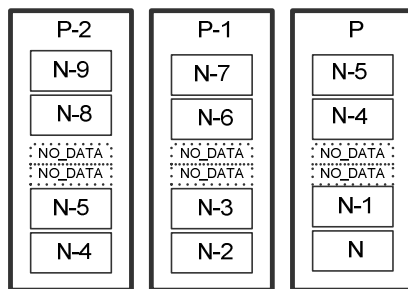 P-2
N-9
N-8
NO_DATA
NO_DATA
N-5
N-4
P-1
N-7
N-6
NO_DATA
NO_DATA
N-3
N-2
P
N-5
N-4
NO_DATA
NO_DATA
N-1
N